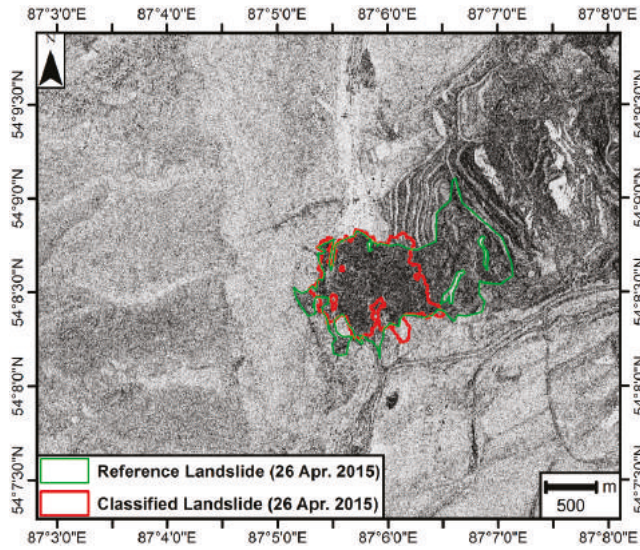 87°3'0"E 87°4'0"E 87°5'0"E 87°6'0"E 87°7'0"E 87°8'0"E
54°9'30"N 54°9'30"N
54°9'0"N 54°9'0"N
54°8'30"N 54°8'30"N
54°8'0"N 54°8'0"N
54°7'30"N 54°7'30"N
Reference Landslide (26 Apr. 2015)
Classified Landslide (26 Apr. 2015)
m
500
87°3'0"E 87°4'0"E 87°5'0"E 87°6'0"E 87°7'0"E 87°8'0"E